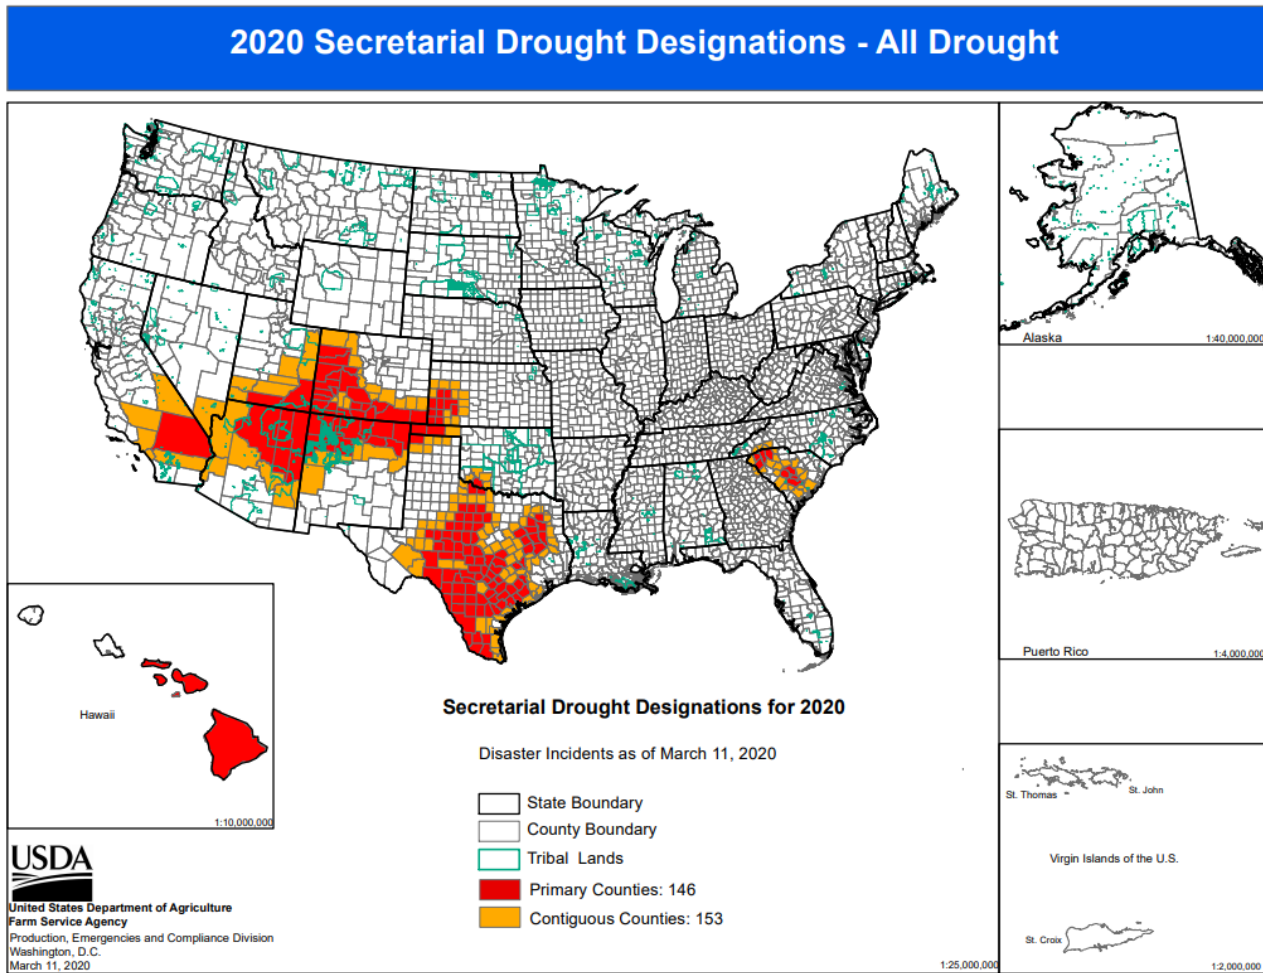 2020 Secretarial Drought Designations - All Drought
Alaska
1:40,000,000
Puerto Rico
1:4,000,000
Hawaii
1:10,000,000
Secretarial Drought Designations for 2020
Disaster Incidents as of March 11, 2020
State Boundary
County Boundary
Tribal Lands
Primary Counties: 146
Contiguous Counties: 153
St. Thomas
St. John
Virgin Islands of the U.S.
St. Croix
1:2,000,000
USDA
United States Department of Agriculture
Farm Service Agency
Production, Emergencies and Compliance Division
Washington, D.C.
March 11, 2020
1:25,000,000